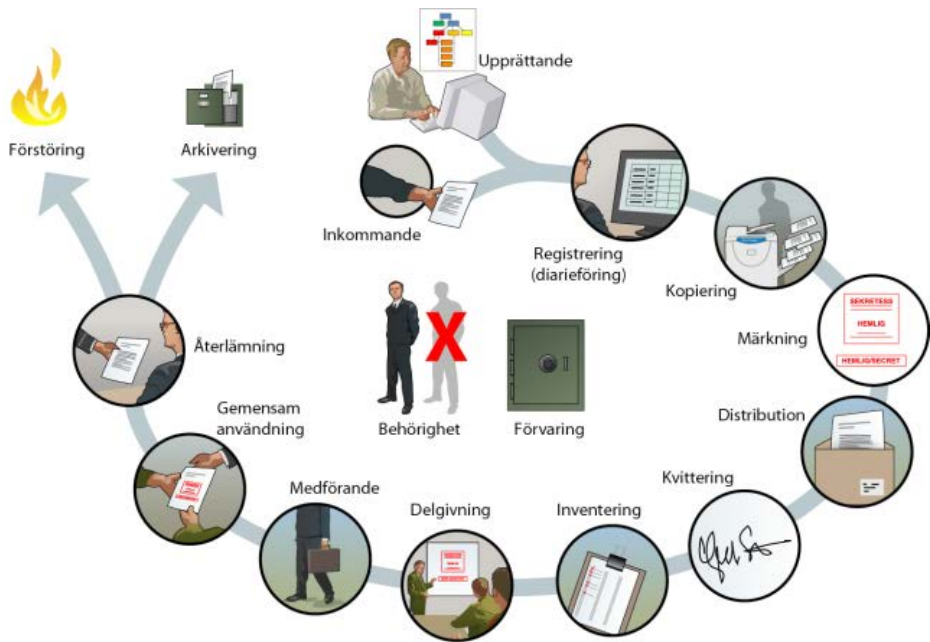 Upprättande
Förstöring
Arkivering
Inkommande
Registrering
(diarieföring)
Kopiering
SEKRETESS
HEMLIG
HEMLIG/SECRET
Märkning
Återlämning
Gemensam
användning
Behörighet
Förvaring
Distribution
Kvittering
Medförande
Delgivning
Inventering